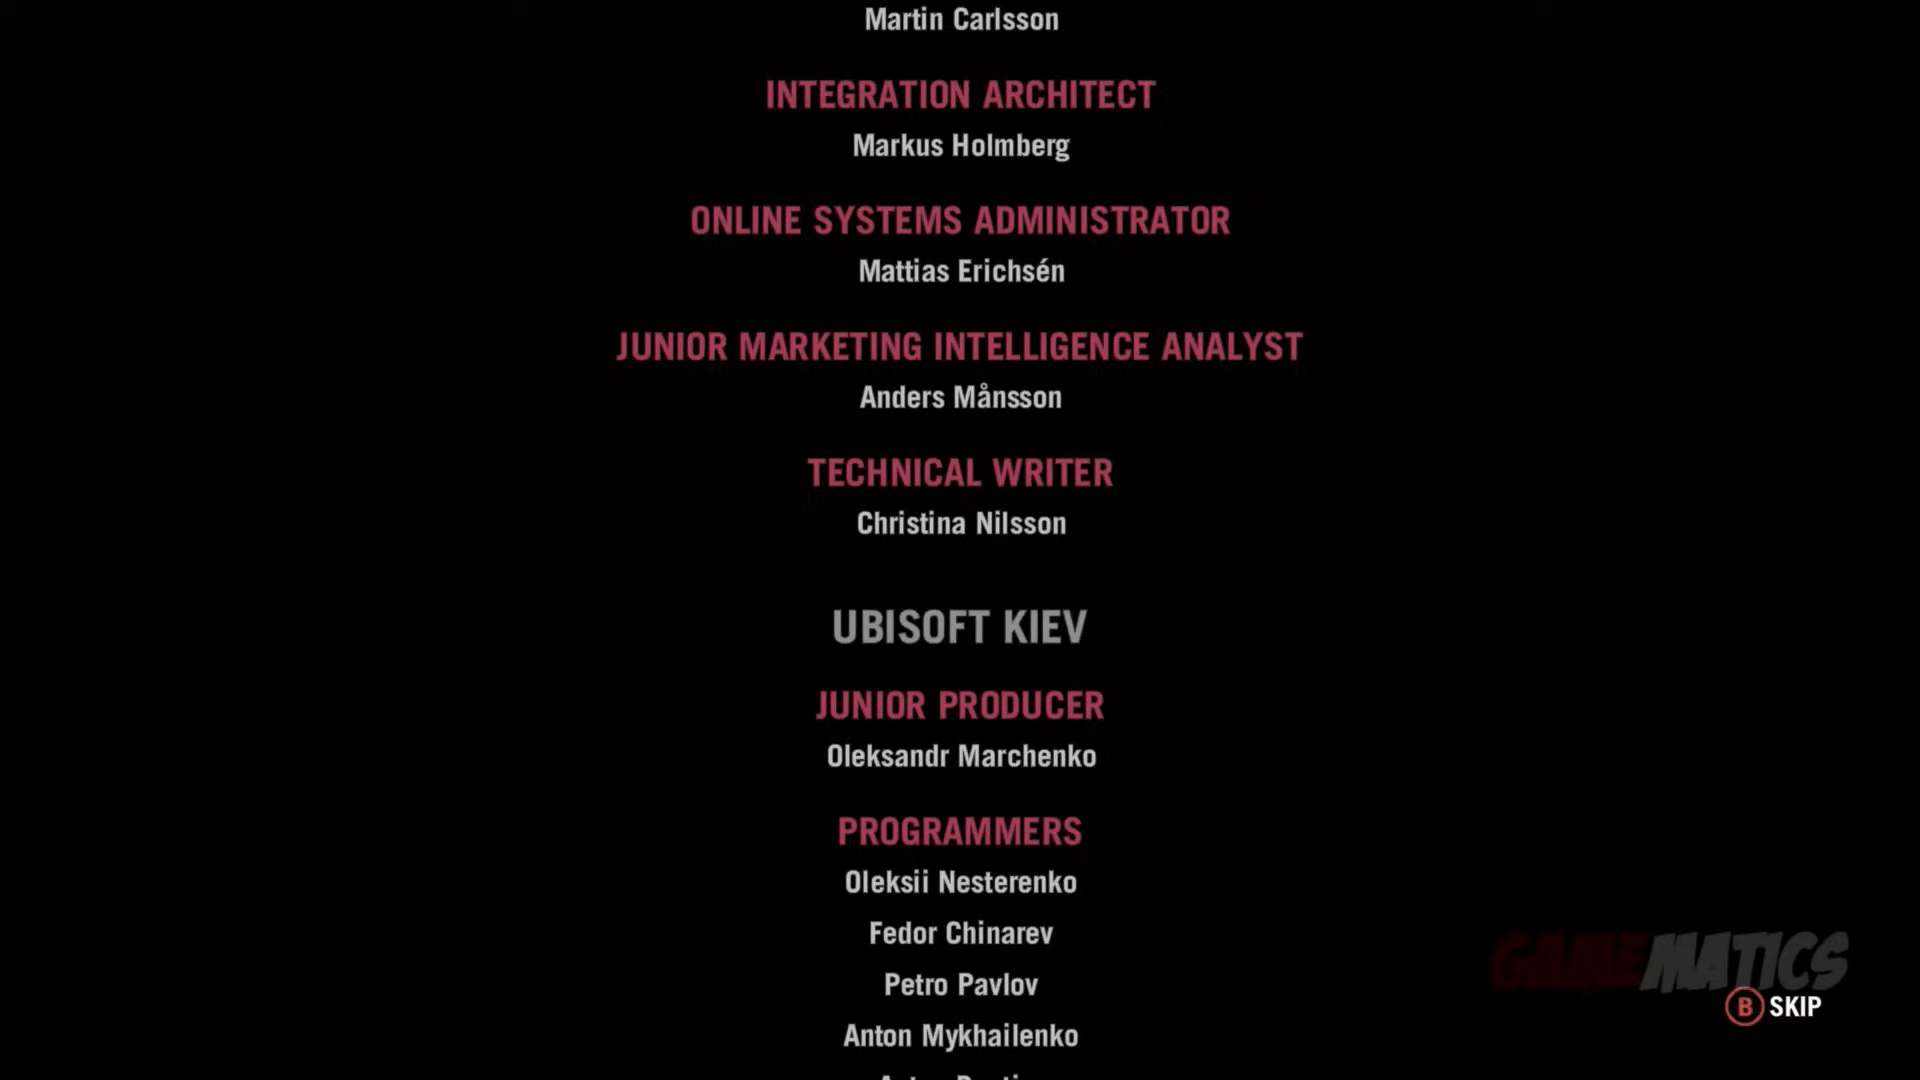 Martin Carlsson
INTEGRATION ARCHITECT
Markus Holmberg
ONLINE SYSTEMS ADMINISTRATOR
Mattias Erichsén
JUNIOR MARKETING INTELLIGENCE ANALYST
Anders Månsson
TECHNICAL WRITER
Christina Nilsson
UBISOFT KIEV
JUNIOR PRODUCER
Oleksandr Marchenko
PROGRAMMERS
Oleksii Nesterenko
Fedor Chinarev
Petro Pavlov
Anton Mykhailenko
GAMEMATICS
B SKIP